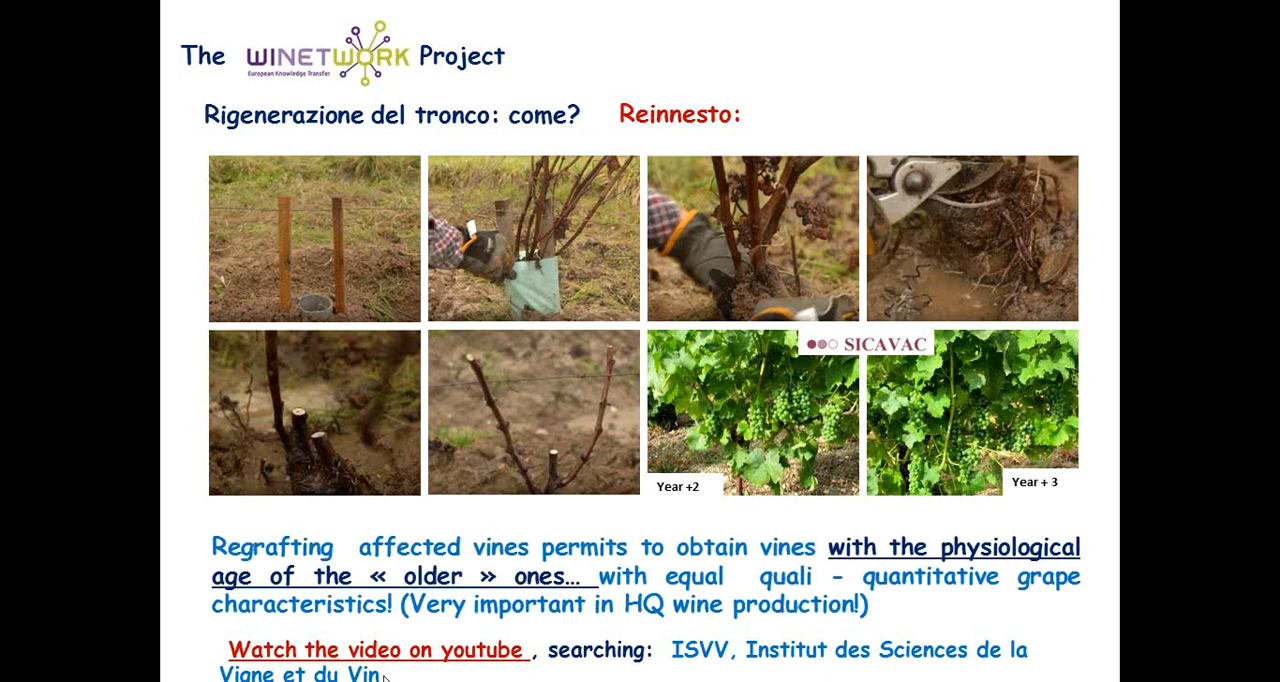 The WINETWORK Project
European Knowledge Transfer
Rigenerazione del tronco: come? Reinnesto:
SICAVAC
Year +2
Year + 3
Regrafting affected vines permits to obtain vines with the physiological
age of the « older » ones... with equal quali - quantitative grape
characteristics! (Very important in HQ wine production!)
Watch the video on youtube , searching: ISVV, Institut des Sciences de la
Vigne et du Vin